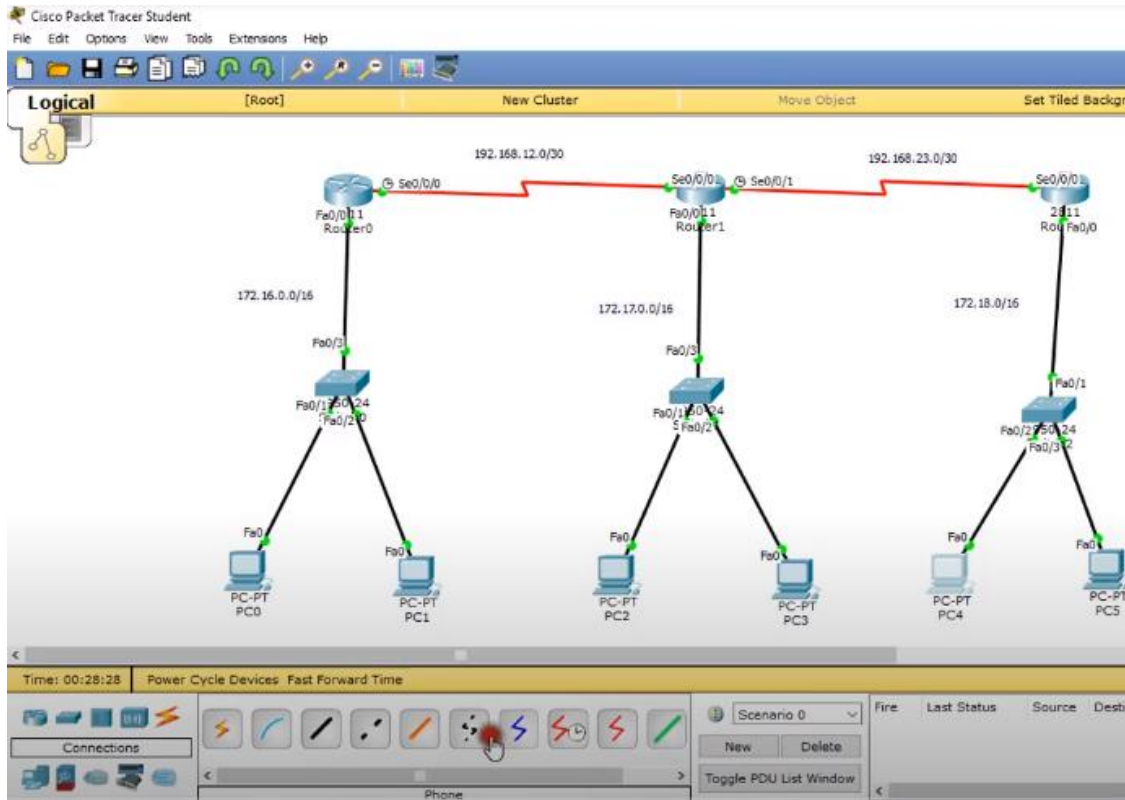 Cisco Packet Tracer Student
File Edit Options View Tools Extensions Help
Logical [Root] New Cluster Move Object Set Tiled Backgr
192.168.12.0/30 192.168.23.0/30
Se0/0/0 Se0/0/0 Se0/0/1 Se0/0/0
Fa0/0 11 Fa0/0 11 2811
Router0 Router1 Fa0/0
172.16.0.0/16 172.17.0.0/16 172.18.0/16
Fa0/3 Fa0/3 Fa0/1
Fa0/1 Fa0/1 Fa0/2
Fa0/2 Fa0/2 Fa0/3
Fa0 Fa0 Fa0 Fa0 Fa0 Fa0
PC-PT PC-PT PC-PT PC-PT PC-PT PC-PT
PC0 PC1 PC2 PC3 PC4 PC5
Time: 00:28:28 Power Cycle Devices Fast Forward Time
Connections
Phone
Scenario 0
New Delete
Toggle PDU List Window
Fire Last Status Source Desti